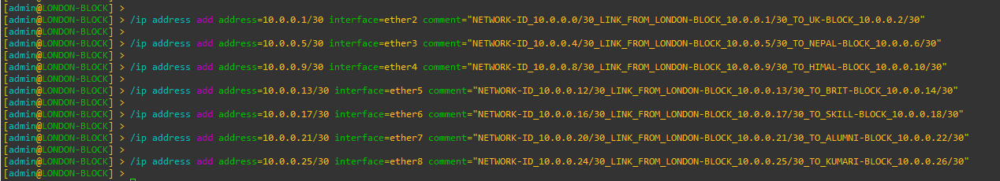 [admin@LONDON-BLOCK] >
[admin@LONDON-BLOCK] > /ip address add address=10.0.0.1/30 interface=ether2 comment="NETWORK-ID_10.0.0.0/30_LINK_FROM_LONDON-BLOCK_10.0.0.1/30_TO_UK-BLOCK_10.0.0.2/30"
[admin@LONDON-BLOCK] >
[admin@LONDON-BLOCK] > /ip address add address=10.0.0.5/30 interface=ether3 comment="NETWORK-ID_10.0.0.4/30_LINK_FROM_LONDON-BLOCK_10.0.0.5/30_TO_NEPAL-BLOCK_10.0.0.6/30"
[admin@LONDON-BLOCK] >
[admin@LONDON-BLOCK] > /ip address add address=10.0.0.9/30 interface=ether4 comment="NETWORK-ID_10.0.0.8/30_LINK_FROM_LONDON-BLOCK_10.0.0.9/30_TO_HIMAL-BLOCK_10.0.0.10/30"
[admin@LONDON-BLOCK] >
[admin@LONDON-BLOCK] > /ip address add address=10.0.0.13/30 interface=ether5 comment="NETWORK-ID_10.0.0.12/30_LINK_FROM_LONDON-BLOCK_10.0.0.13/30_TO_BRIT-BLOCK_10.0.0.14/30"
[admin@LONDON-BLOCK] >
[admin@LONDON-BLOCK] > /ip address add address=10.0.0.17/30 interface=ether6 comment="NETWORK-ID_10.0.0.16/30_LINK_FROM_LONDON-BLOCK_10.0.0.17/30_TO_SKILL-BLOCK_10.0.0.18/30"
[admin@LONDON-BLOCK] >
[admin@LONDON-BLOCK] > /ip address add address=10.0.0.21/30 interface=ether7 comment="NETWORK-ID_10.0.0.20/30_LINK_FROM_LONDON-BLOCK_10.0.0.21/30_TO_ALUMNI-BLOCK_10.0.0.22/30"
[admin@LONDON-BLOCK] >
[admin@LONDON-BLOCK] > /ip address add address=10.0.0.25/30 interface=ether8 comment="NETWORK-ID_10.0.0.24/30_LINK_FROM_LONDON-BLOCK_10.0.0.25/30_TO_KUMARI-BLOCK_10.0.0.26/30"
[admin@LONDON-BLOCK] >